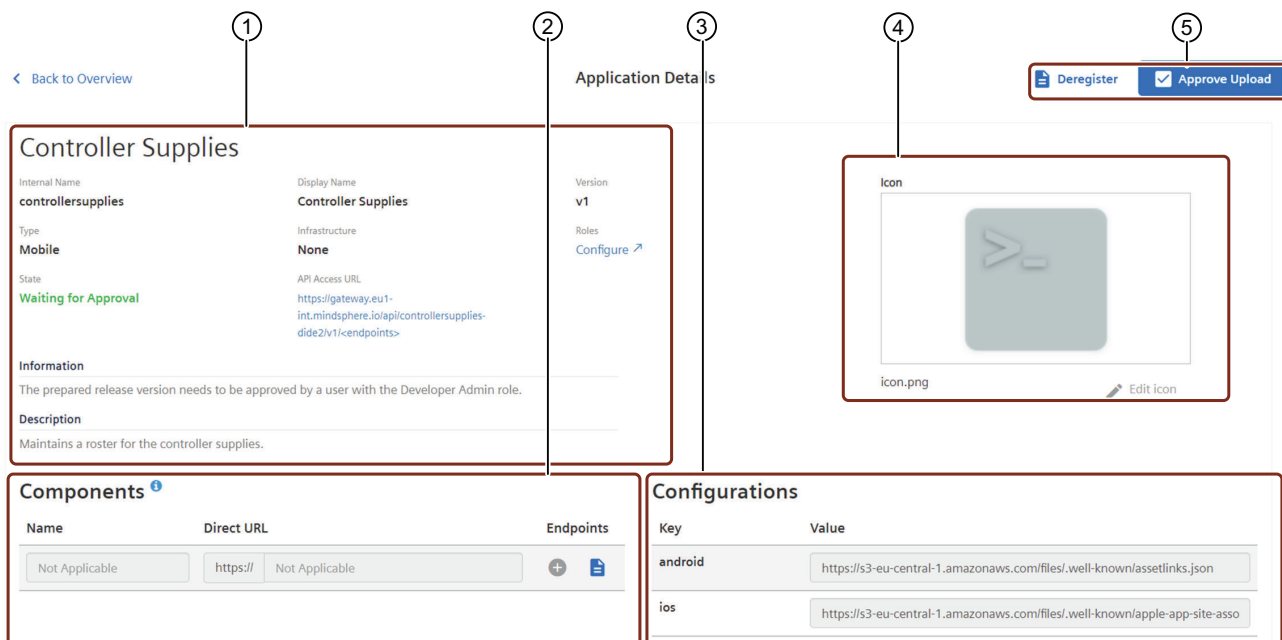 1 2 3 4 5
Back to Overview Application Details Deregister Approve Upload
Controller Supplies
Internal Name Display Name Version
controllersupplies Controller Supplies v1
Type Infrastructure Roles
Mobile None Configure
State API Access URL
Waiting for Approval https://gateway.eu1-
int.mindsphere.io/api/controllersupplies-
dide2/v1/<endpoints>
Information
The prepared release version needs to be approved by a user with the Developer Admin role.
Description
Maintains a roster for the controller supplies.
Icon
>_
icon.png Edit icon
Components i
Name Direct URL Endpoints
Not Applicable https:// Not Applicable
Configurations
Key Value
android https://s3-eu-central-1.amazonaws.com/files/.well-known/assetlinks.json
ios https://s3-eu-central-1.amazonaws.com/files/.well-known/apple-app-site-asso